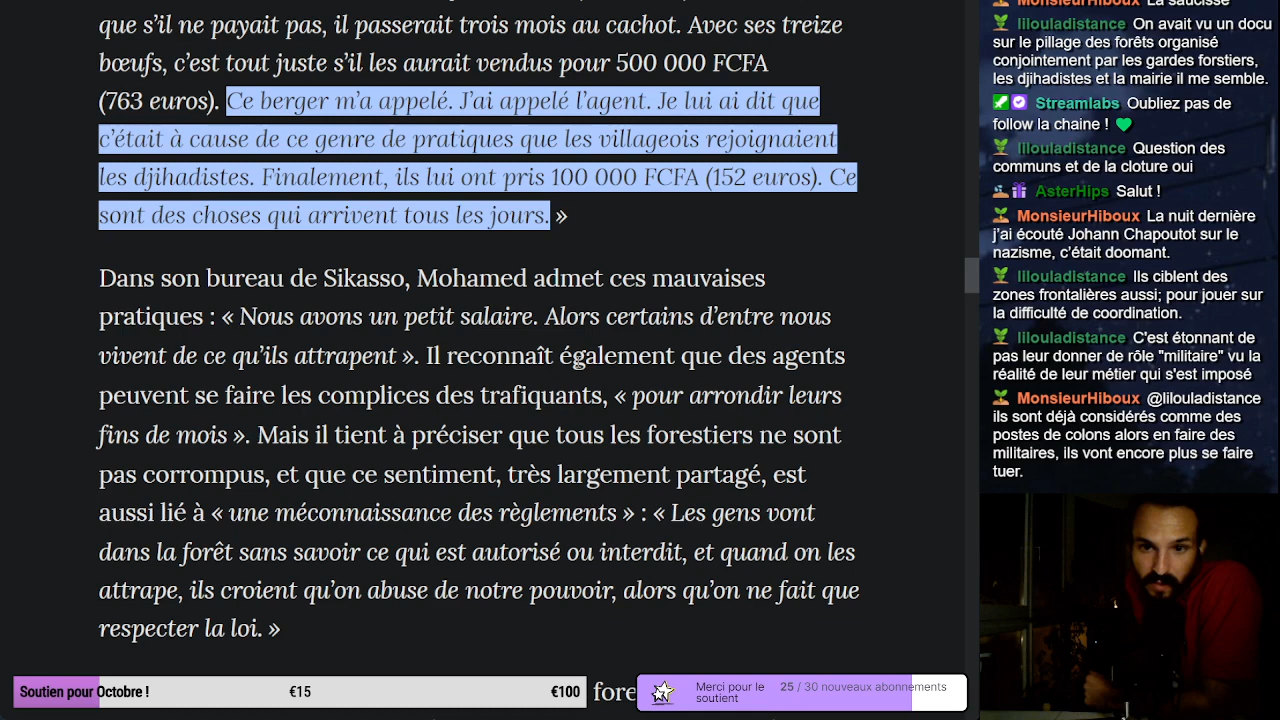 que s’il ne payait pas, il passerait trois mois au cachot. Avec ses treize
bœufs, c’est tout juste s’il les aurait vendus pour 500 000 FCFA
(763 euros). Ce berger m’a appelé. J’ai appelé l’agent. Je lui ai dit que
c’était à cause de ce genre de pratiques que les villageois rejoignaient
les djihadistes. Finalement, ils lui ont pris 100 000 FCFA (152 euros). Ce
sont des choses qui arrivent tous les jours. »
Dans son bureau de Sikasso, Mohamed admet ces mauvaises
pratiques : « Nous avons un petit salaire. Alors certains d’entre nous
vivent de ce qu’ils attrapent ». Il reconnaît également que des agents
peuvent se faire les complices des trafiquants, « pour arrondir leurs
fins de mois ». Mais il tient à préciser que tous les forestiers ne sont
pas corrompus, et que ce sentiment, très largement partagé, est
aussi lié à « une méconnaissance des règlements » : « Les gens vont
dans la forêt sans savoir ce qui est autorisé ou interdit, et quand on les
attrape, ils croient qu’on abuse de notre pouvoir, alors qu’on ne fait que
respecter la loi. »
fore
Soutien pour Octobre !
€15
€100
Merci pour le
soutien
25 / 30 nouveaux abonnements
MonsieurHiboux La saucisse
lilouladistance On avait vu un docu
sur le pillage des forêts organisé
conjointement par les gardes forstiers,
les djihadistes et la mairie il me semble.
Streamlabs Oubliez pas de
follow la chaine !
lilouladistance Question des
communs et de la cloture oui
AsterHips Salut !
MonsieurHiboux La nuit dernière
j’ai écouté Johann Chapoutot sur le
nazisme, c’était doomant.
lilouladistance Ils ciblent des
zones frontalières aussi; pour jouer sur
la difficulté de coordination.
lilouladistance C'est étonnant de
pas leur donner de rôle "militaire" vu la
réalité de leur métier qui s'est imposé
MonsieurHiboux @lilouladistance
ils sont déjà considérés comme des
postes de colons alors en faire des
militaires, ils vont encore plus se faire
tuer.